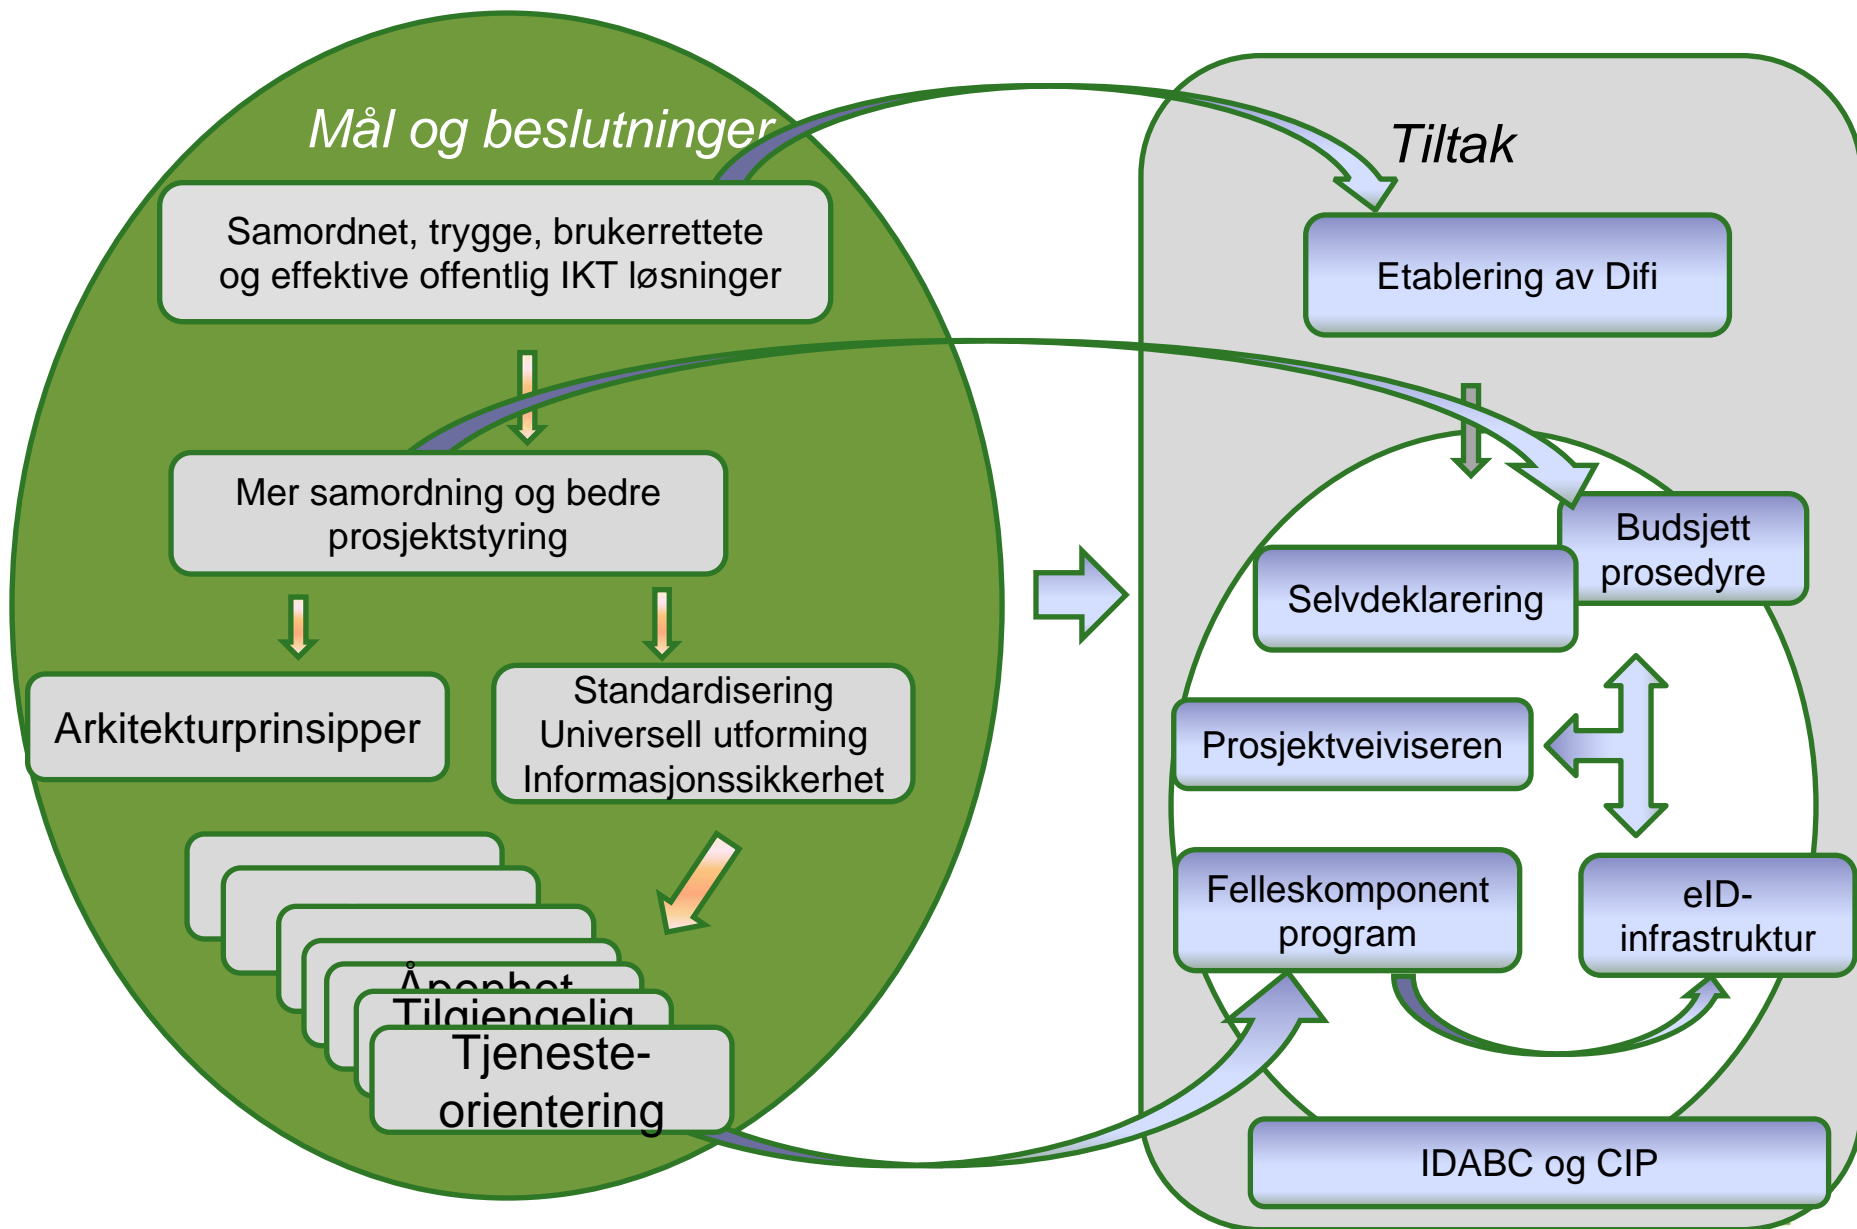 Mål og beslutninger
Samordnet, trygge, brukerrettete
og effektive offentlig IKT løsninger
Mer samordning og bedre
prosjektstyring
Arkitekturprinsipper
Standardisering
Universell utforming
Informasjonssikkerhet
Åpenhet
Tilgjengelig
Tjeneste-
orientering
Tiltak
Etablering av Difi
Budsjett
prosedyre
Selvdeklarering
Prosjektveiviseren
Felleskomponent
program
eID-
infrastruktur
IDABC og CIP